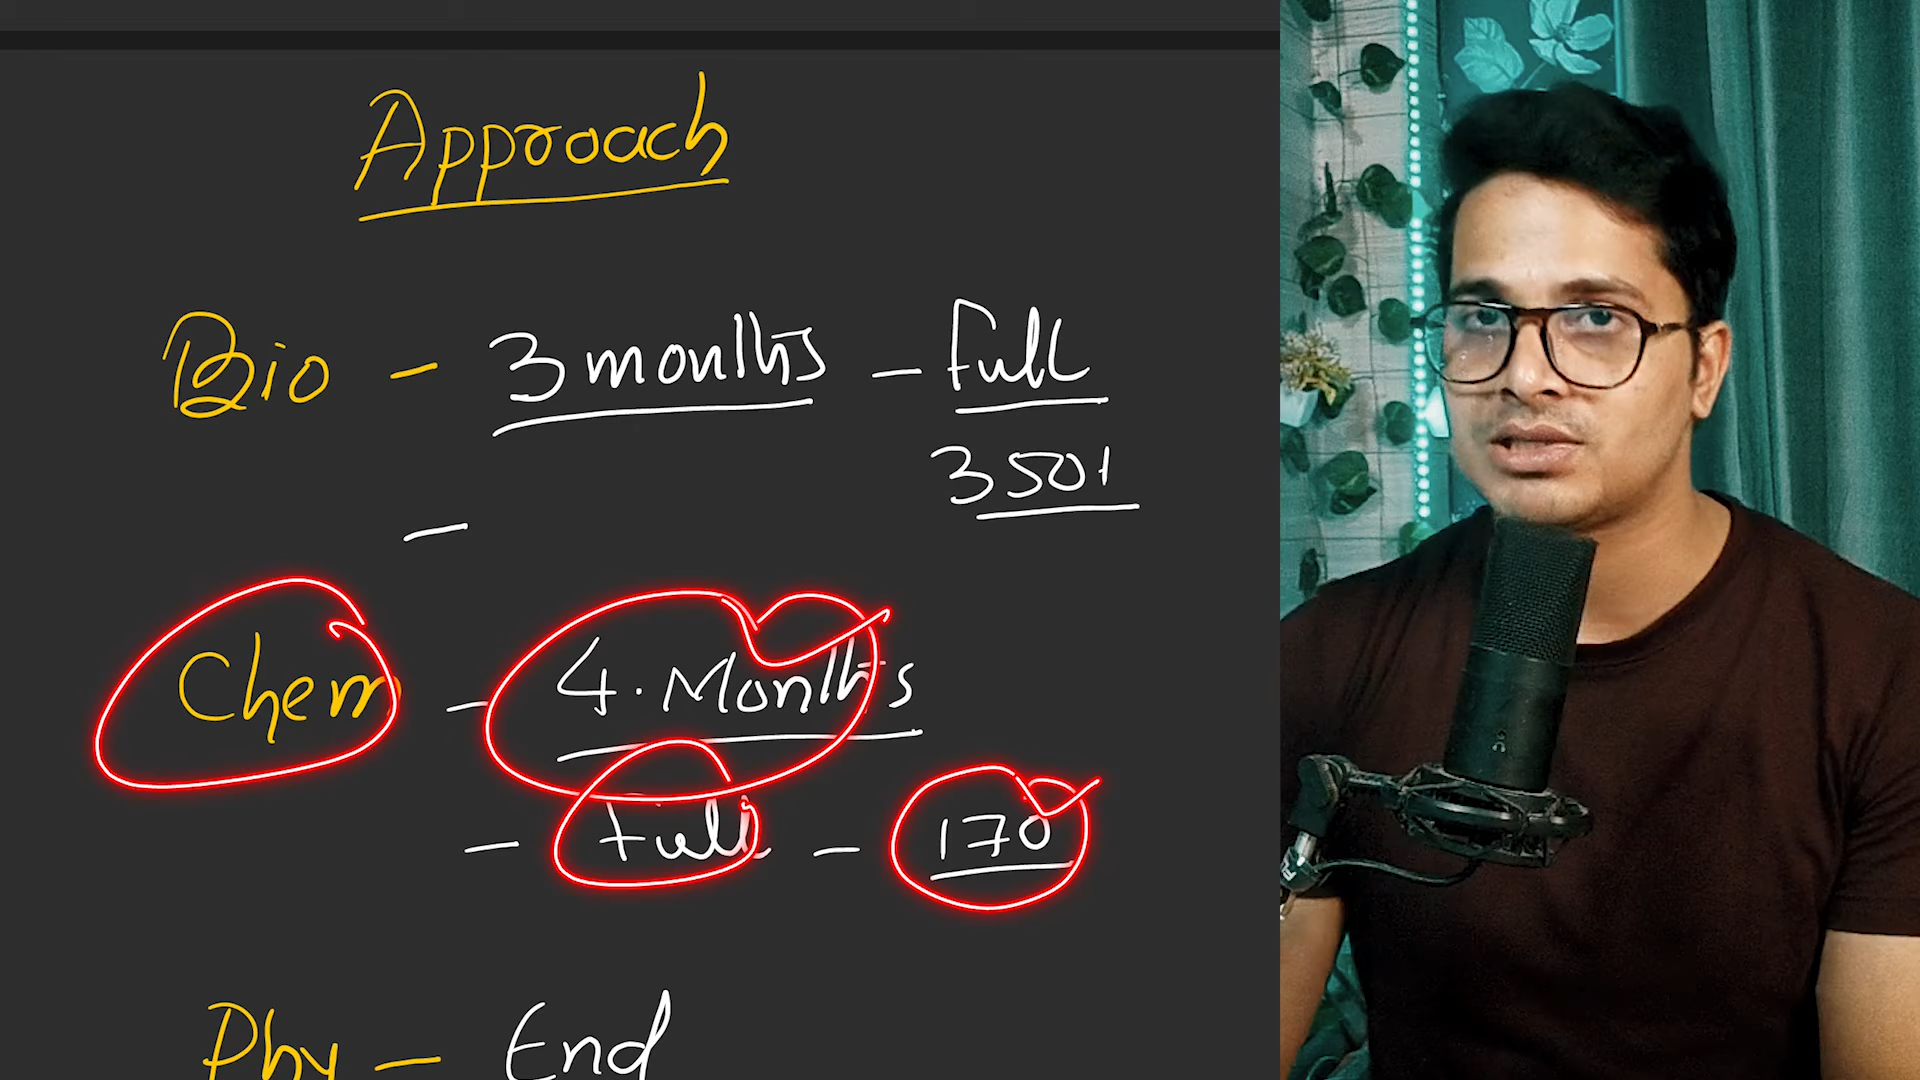 Approach
Bio - 3 months - Full
350+
-
Chem - 4. Months
- Full - 170
Phy - End